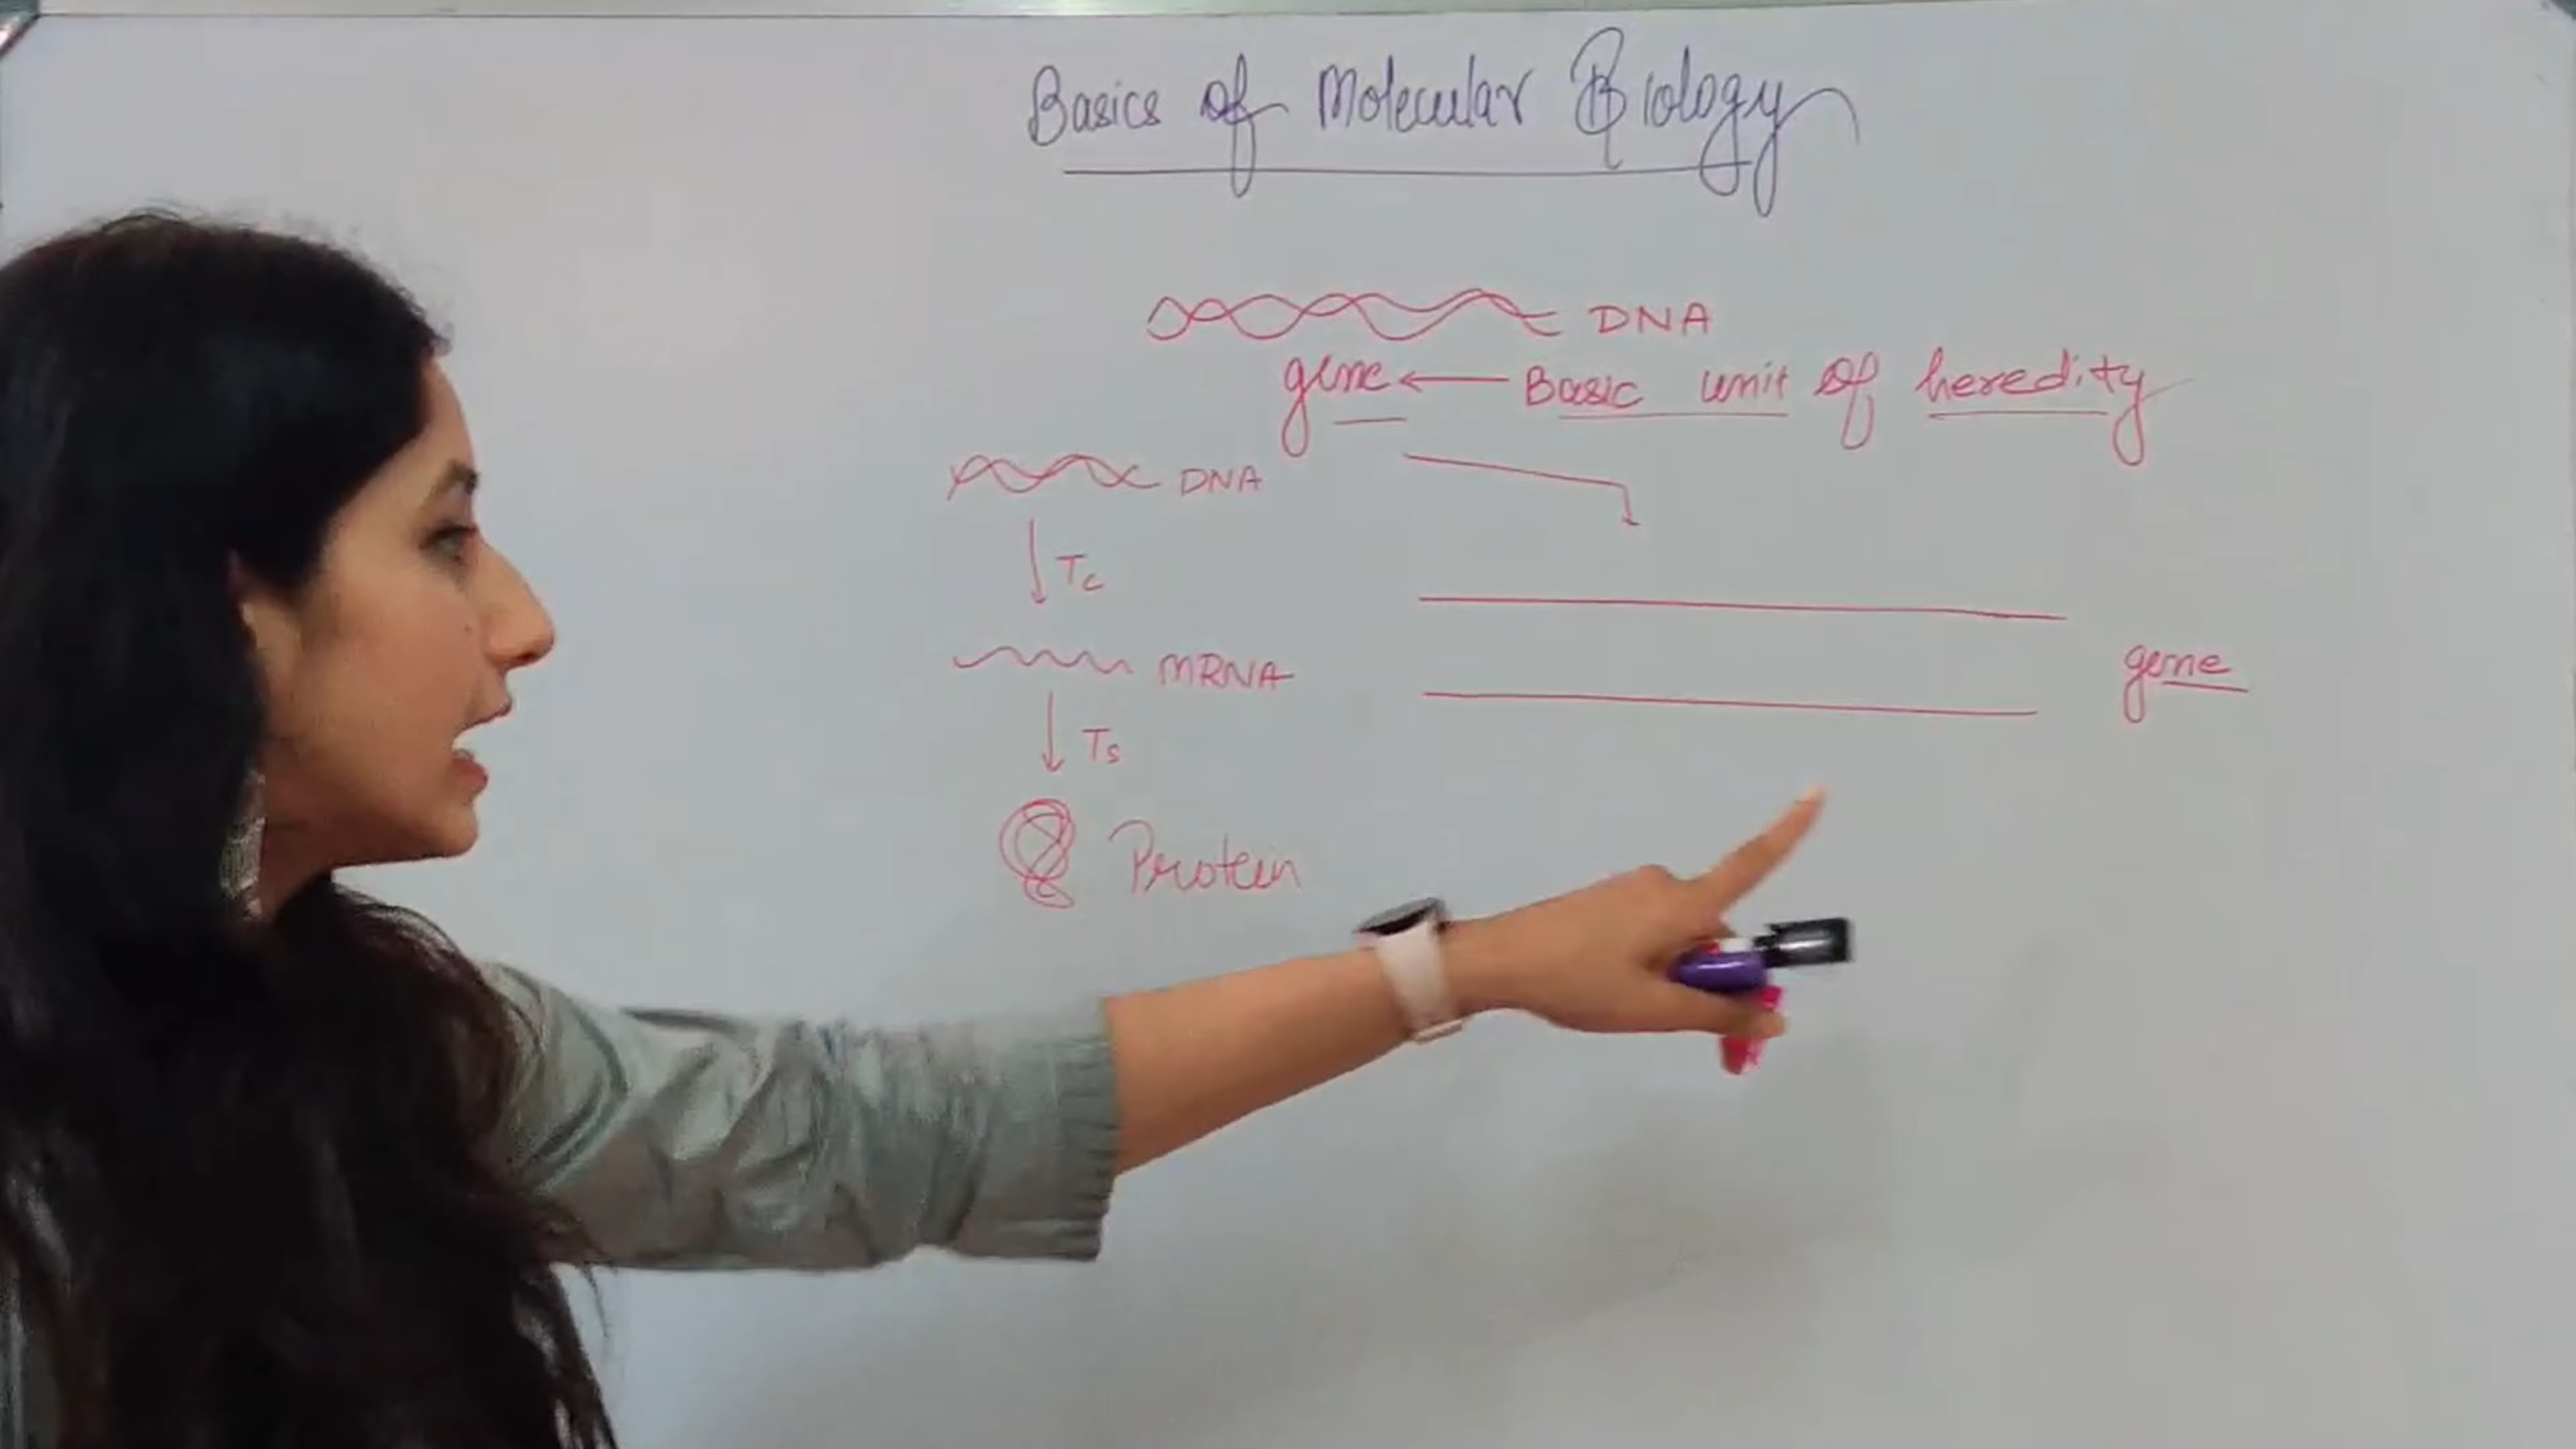 Basics of Molecular Biology
DNA
gene ← Basic unit of heredity
DNA
Tc
mRNA
gene
Ts
Protein